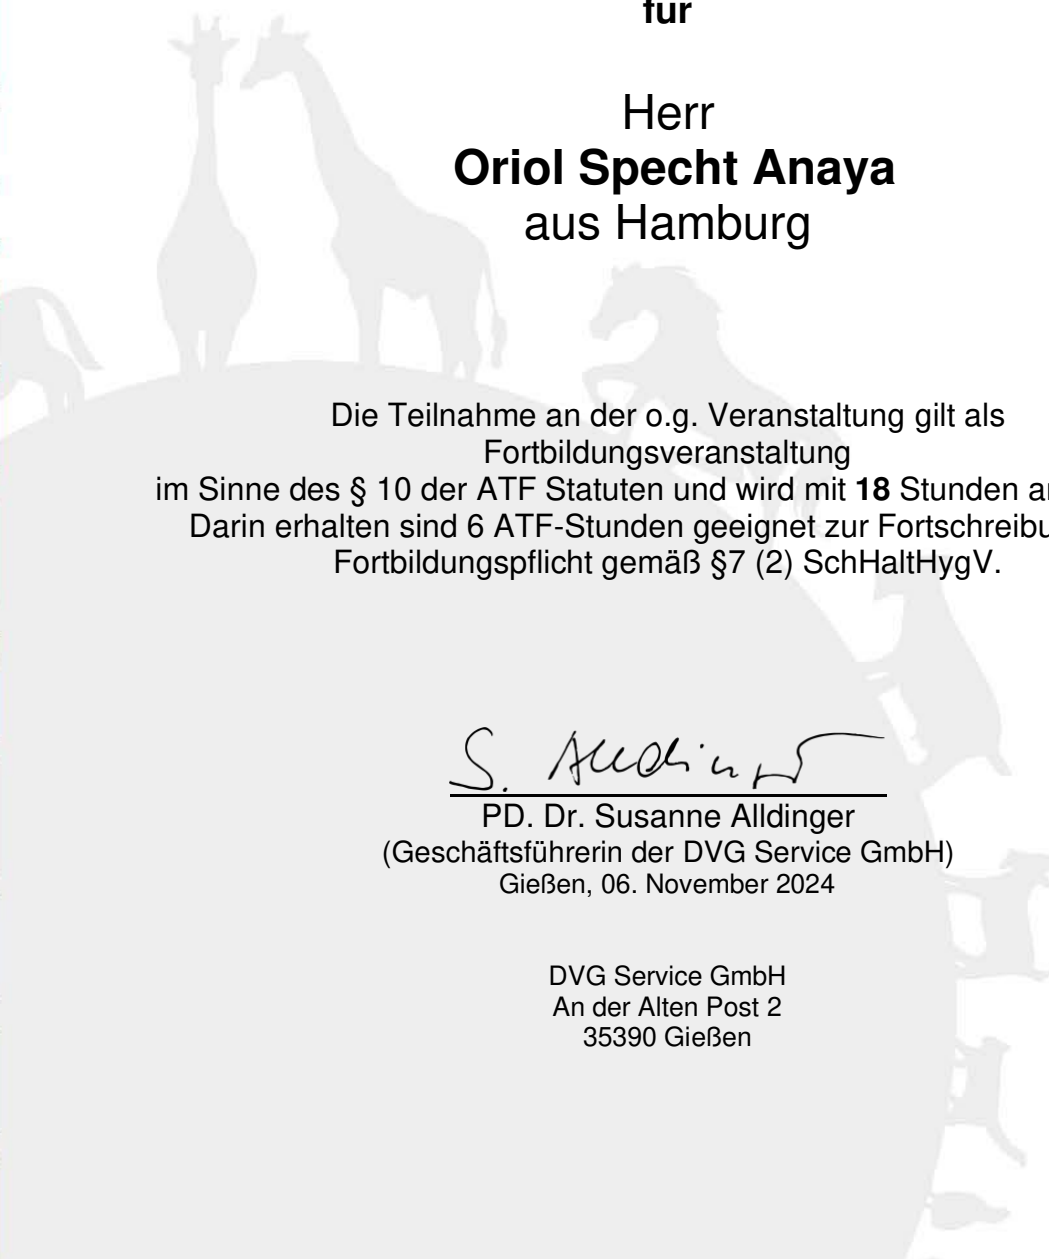 für
Herr
Oriol Specht Anaya
aus Hamburg
Die Teilnahme an der o.g. Veranstaltung gilt als
Fortbildungsveranstaltung
im Sinne des § 10 der ATF Statuten und wird mit 18 Stunden
Darin erhalten sind 6 ATF-Stunden geeignet zur
Fortbildungspflicht gemäß §7 (2) SchHaltHygV.
S. Alldinger
PD. Dr. Susanne Alldinger
(Geschäftsführerin der DVG Service GmbH)
Gießen, 06. November 2024
DVG Service GmbH
An der Alten Post 2
35390 Gießen